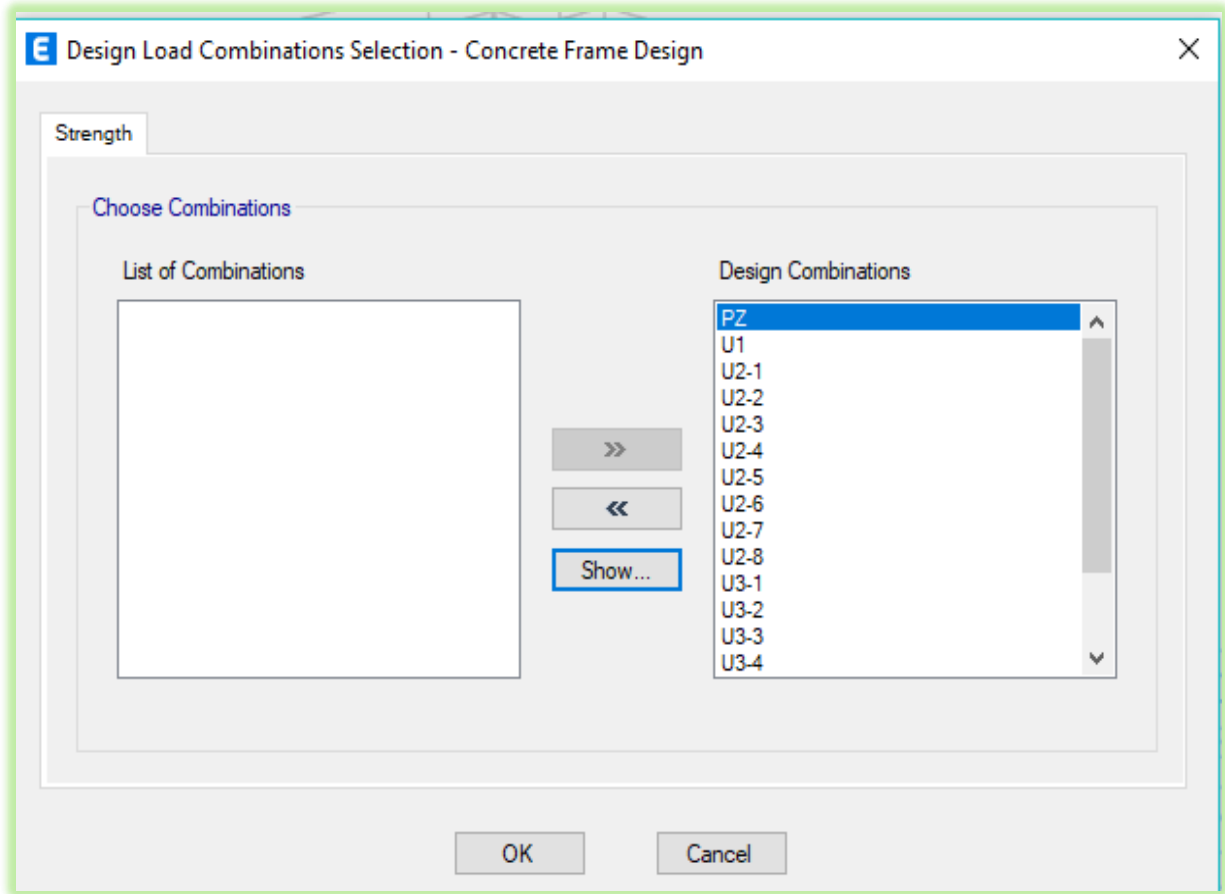 Design Load Combinations Selection - Concrete Frame Design
Strength
Choose Combinations
List of Combinations
Design Combinations
PZ
U1
U2-1
U2-2
U2-3
U2-4
U2-5
U2-6
U2-7
U2-8
U3-1
U3-2
U3-3
U3-4
>>
<<
Show...
OK
Cancel